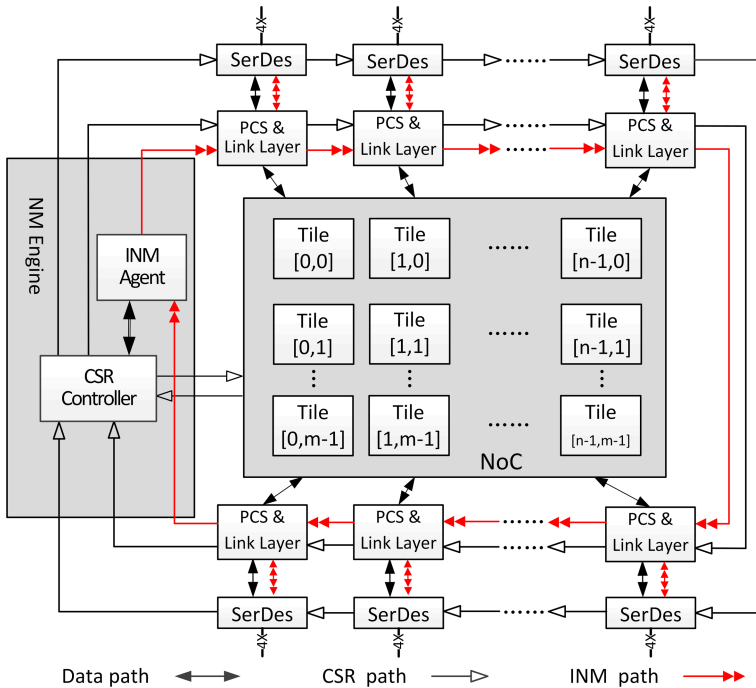 4X 4X 4X
SerDes SerDes SerDes
PCS & PCS & PCS &
Link Layer Link Layer Link Layer
NM Engine
INM
Agent
CSR
Controller
Tile Tile Tile
[0,0] [1,0] ...... [n-1,0]
Tile Tile Tile
[0,1] [1,1] ...... [n-1,1]
Tile Tile Tile
[0,m-1] [1,m-1] ...... [n-1,m-1]
NoC
PCS & PCS & PCS &
Link Layer Link Layer Link Layer
SerDes SerDes SerDes
4X 4X 4X
Data path CSR path INM path